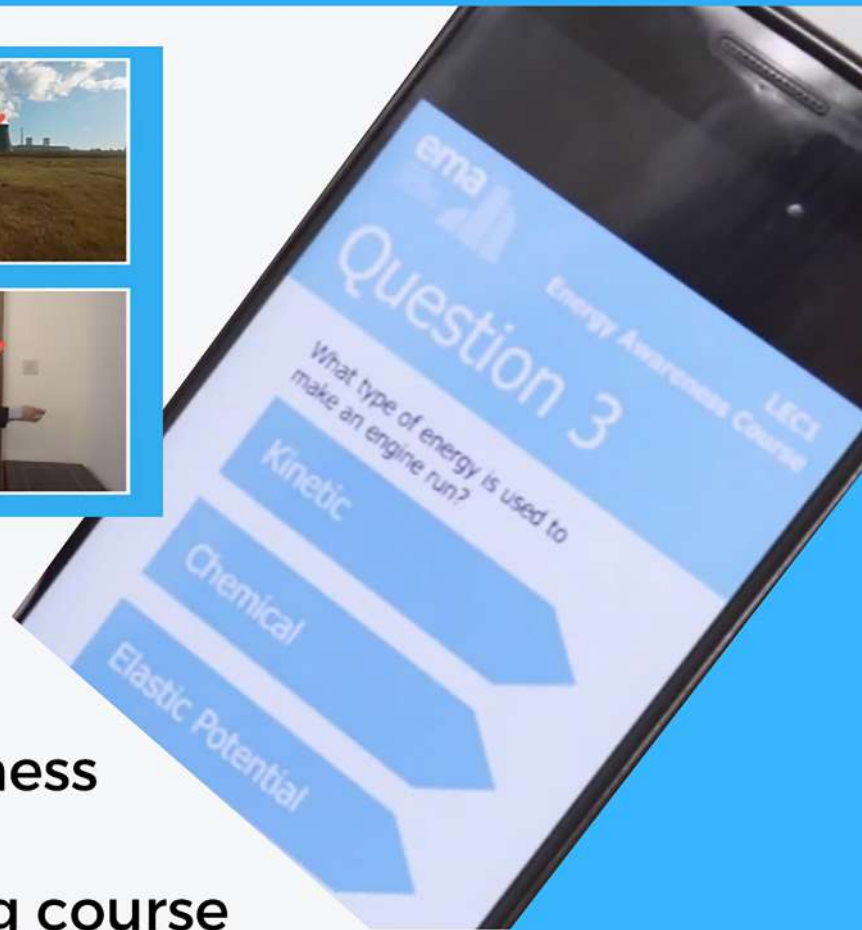 ema
Energy Awareness Course
LEC1
Question 3
What type of energy is used to
make an engine run?
Kinetic
Chemical
Elastic Potential
ness
g course